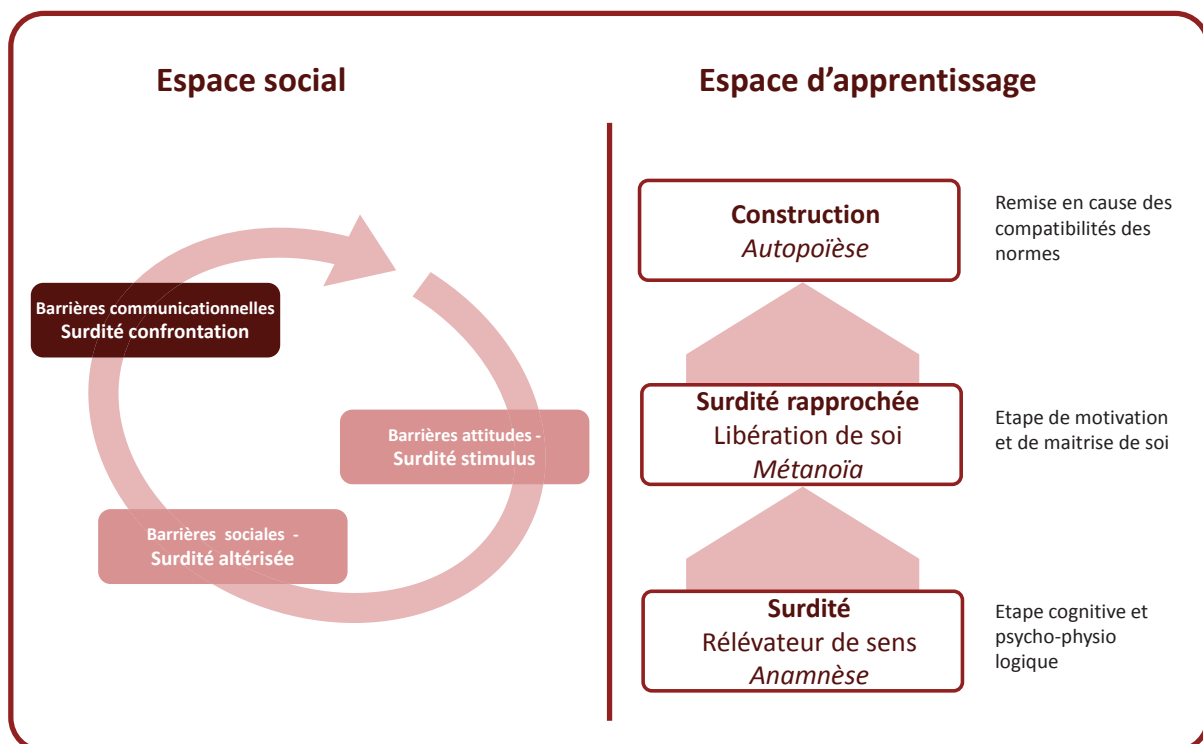 Espace social
Barrières communicationnelles
Surdité confrontation
Barrières attitudes -
Surdité stimulus
Barrières sociales -
Surdité altérisée
Espace d’apprentissage
Construction
Autopoïèse
Remise en cause des
compatibilités des
normes
Surdité rapprochée
Libération de soi
Métanoïa
Etape de motivation
et de maitrise de soi
Surdité
Rélévateur de sens
Anamnèse
Etape cognitive et
psycho-physio
logique